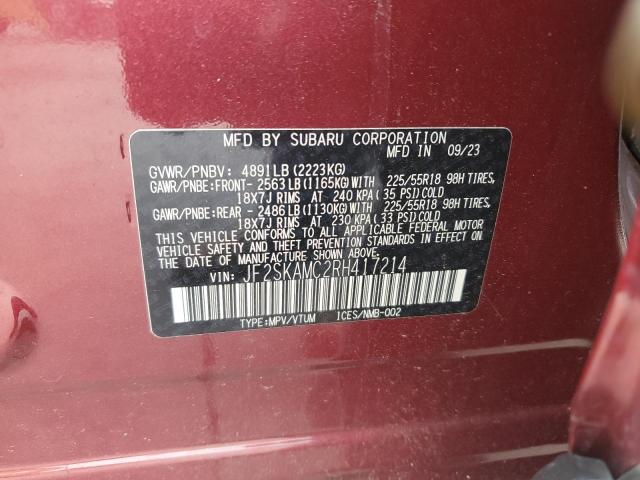 MFD BY SUBARU CORPORATION
MFD IN 09/23
GVWR/PNBV: 4891LB (2223KG)
GAWR/PNBE:FRONT- 2563LB (1165KG)WITH 225/55R18 98H TIRES,
18X7J RIMS AT 240 KPA (35 PSI)COLD
GAWR/PNBE:REAR - 2486LB (1130KG)WITH 225/55R18 98H TIRES,
18X7J RIMS AT 230 KPA (33 PSI)COLD
THIS VEHICLE CONFORMS TO ALL APPLICABLE FEDERAL MOTOR
VEHICLE SAFETY AND THEFT PREVENTION STANDARDS IN EFFECT ON
THE DATE OF MANUFACTURE SHOWN ABOVE.
VIN: JF2SKAMC2RH417214
TYPE:MPV/VTUM ICES/NMB-002